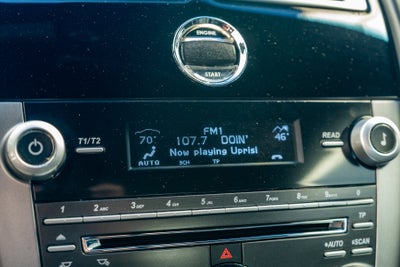 ENGINE
START
T1/T2
READ
FM1
70° 107.7 DOIN' 46°
Now playing Uprisi
AUTO SCH TP
1 2ABC 3DEF 4GHI 5JKL 6MNO 7PQRS 8TUV 9WXYZ 0
TP
AUTO SCAN